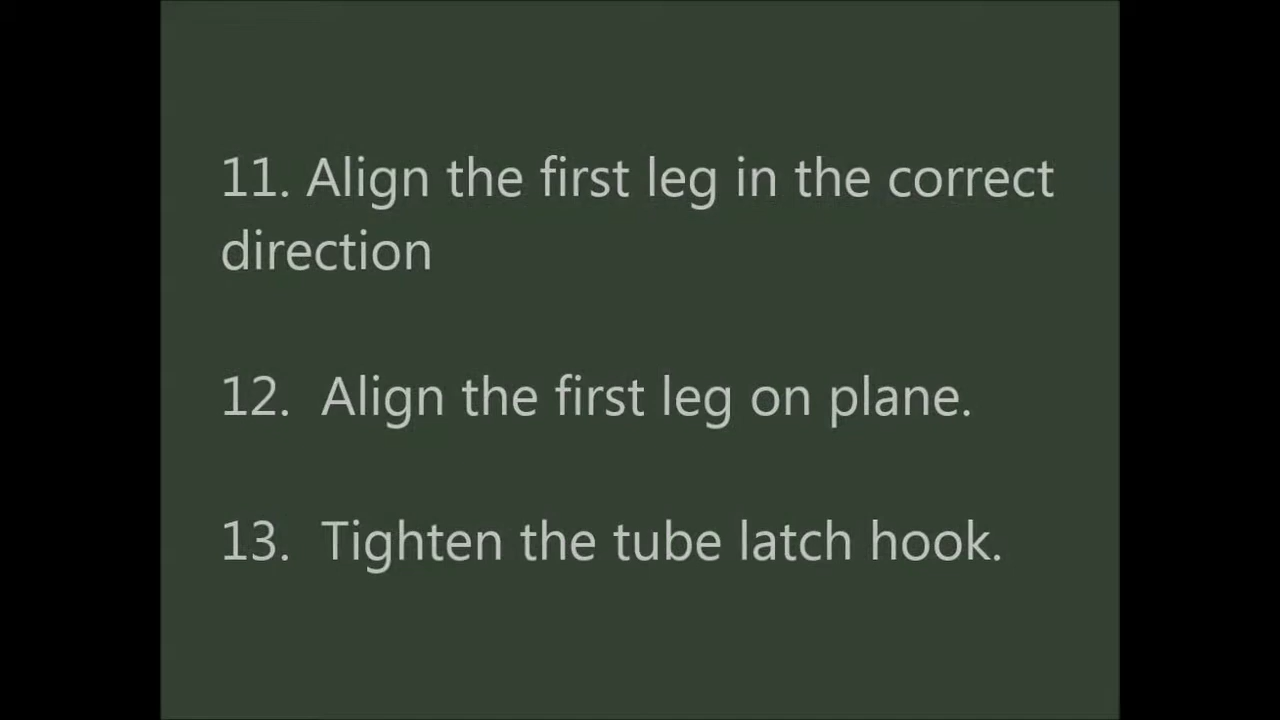 11. Align the first leg in the correct
direction
12.  Align the first leg on plane.
13.  Tighten the tube latch hook.